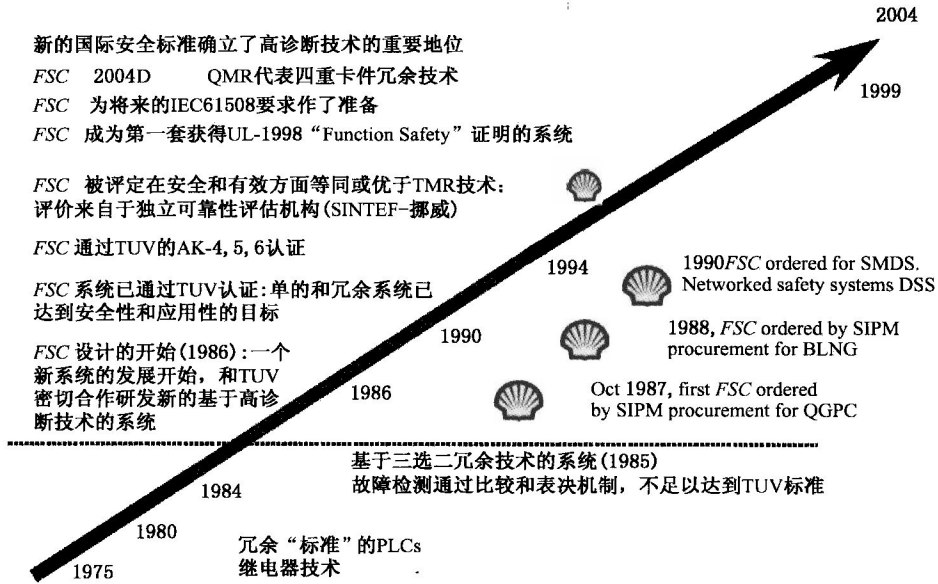 2004
新的国际安全标准确立了高诊断技术的重要地位
FSC 2004D QMR代表四重卡件冗余技术
1999
FSC 为将来的IEC61508要求作了准备
FSC 成为第一套获得UL-1998“Function Safety”证明的系统
FSC 被评定在安全和有效方面等同或优于TMR技术;
评价来自于独立可靠性评估机构(SINTEF-挪威)
FSC 通过TUV的AK-4,5,6认证
1994
1990FSC ordered for SMDS.
Networked safety systems DSS
FSC 系统已通过TUV认证:单的和冗余系统已
达到安全性和应用性的目标
1990
1988, FSC ordered by SIPM
procurement for BLNG
FSC 设计的开始(1986):一个
新系统的发展开始, 和TUV
密切合作研发新的基于高诊
断技术的系统
1986
Oct 1987, first FSC ordered
by SIPM procurement for QGPC
基于三选二冗余技术的系统(1985)
故障检测通过比较和表决机制, 不足以达到TUV标准
1984
1980
冗余“标准”的PLCs
继电器技术
1975